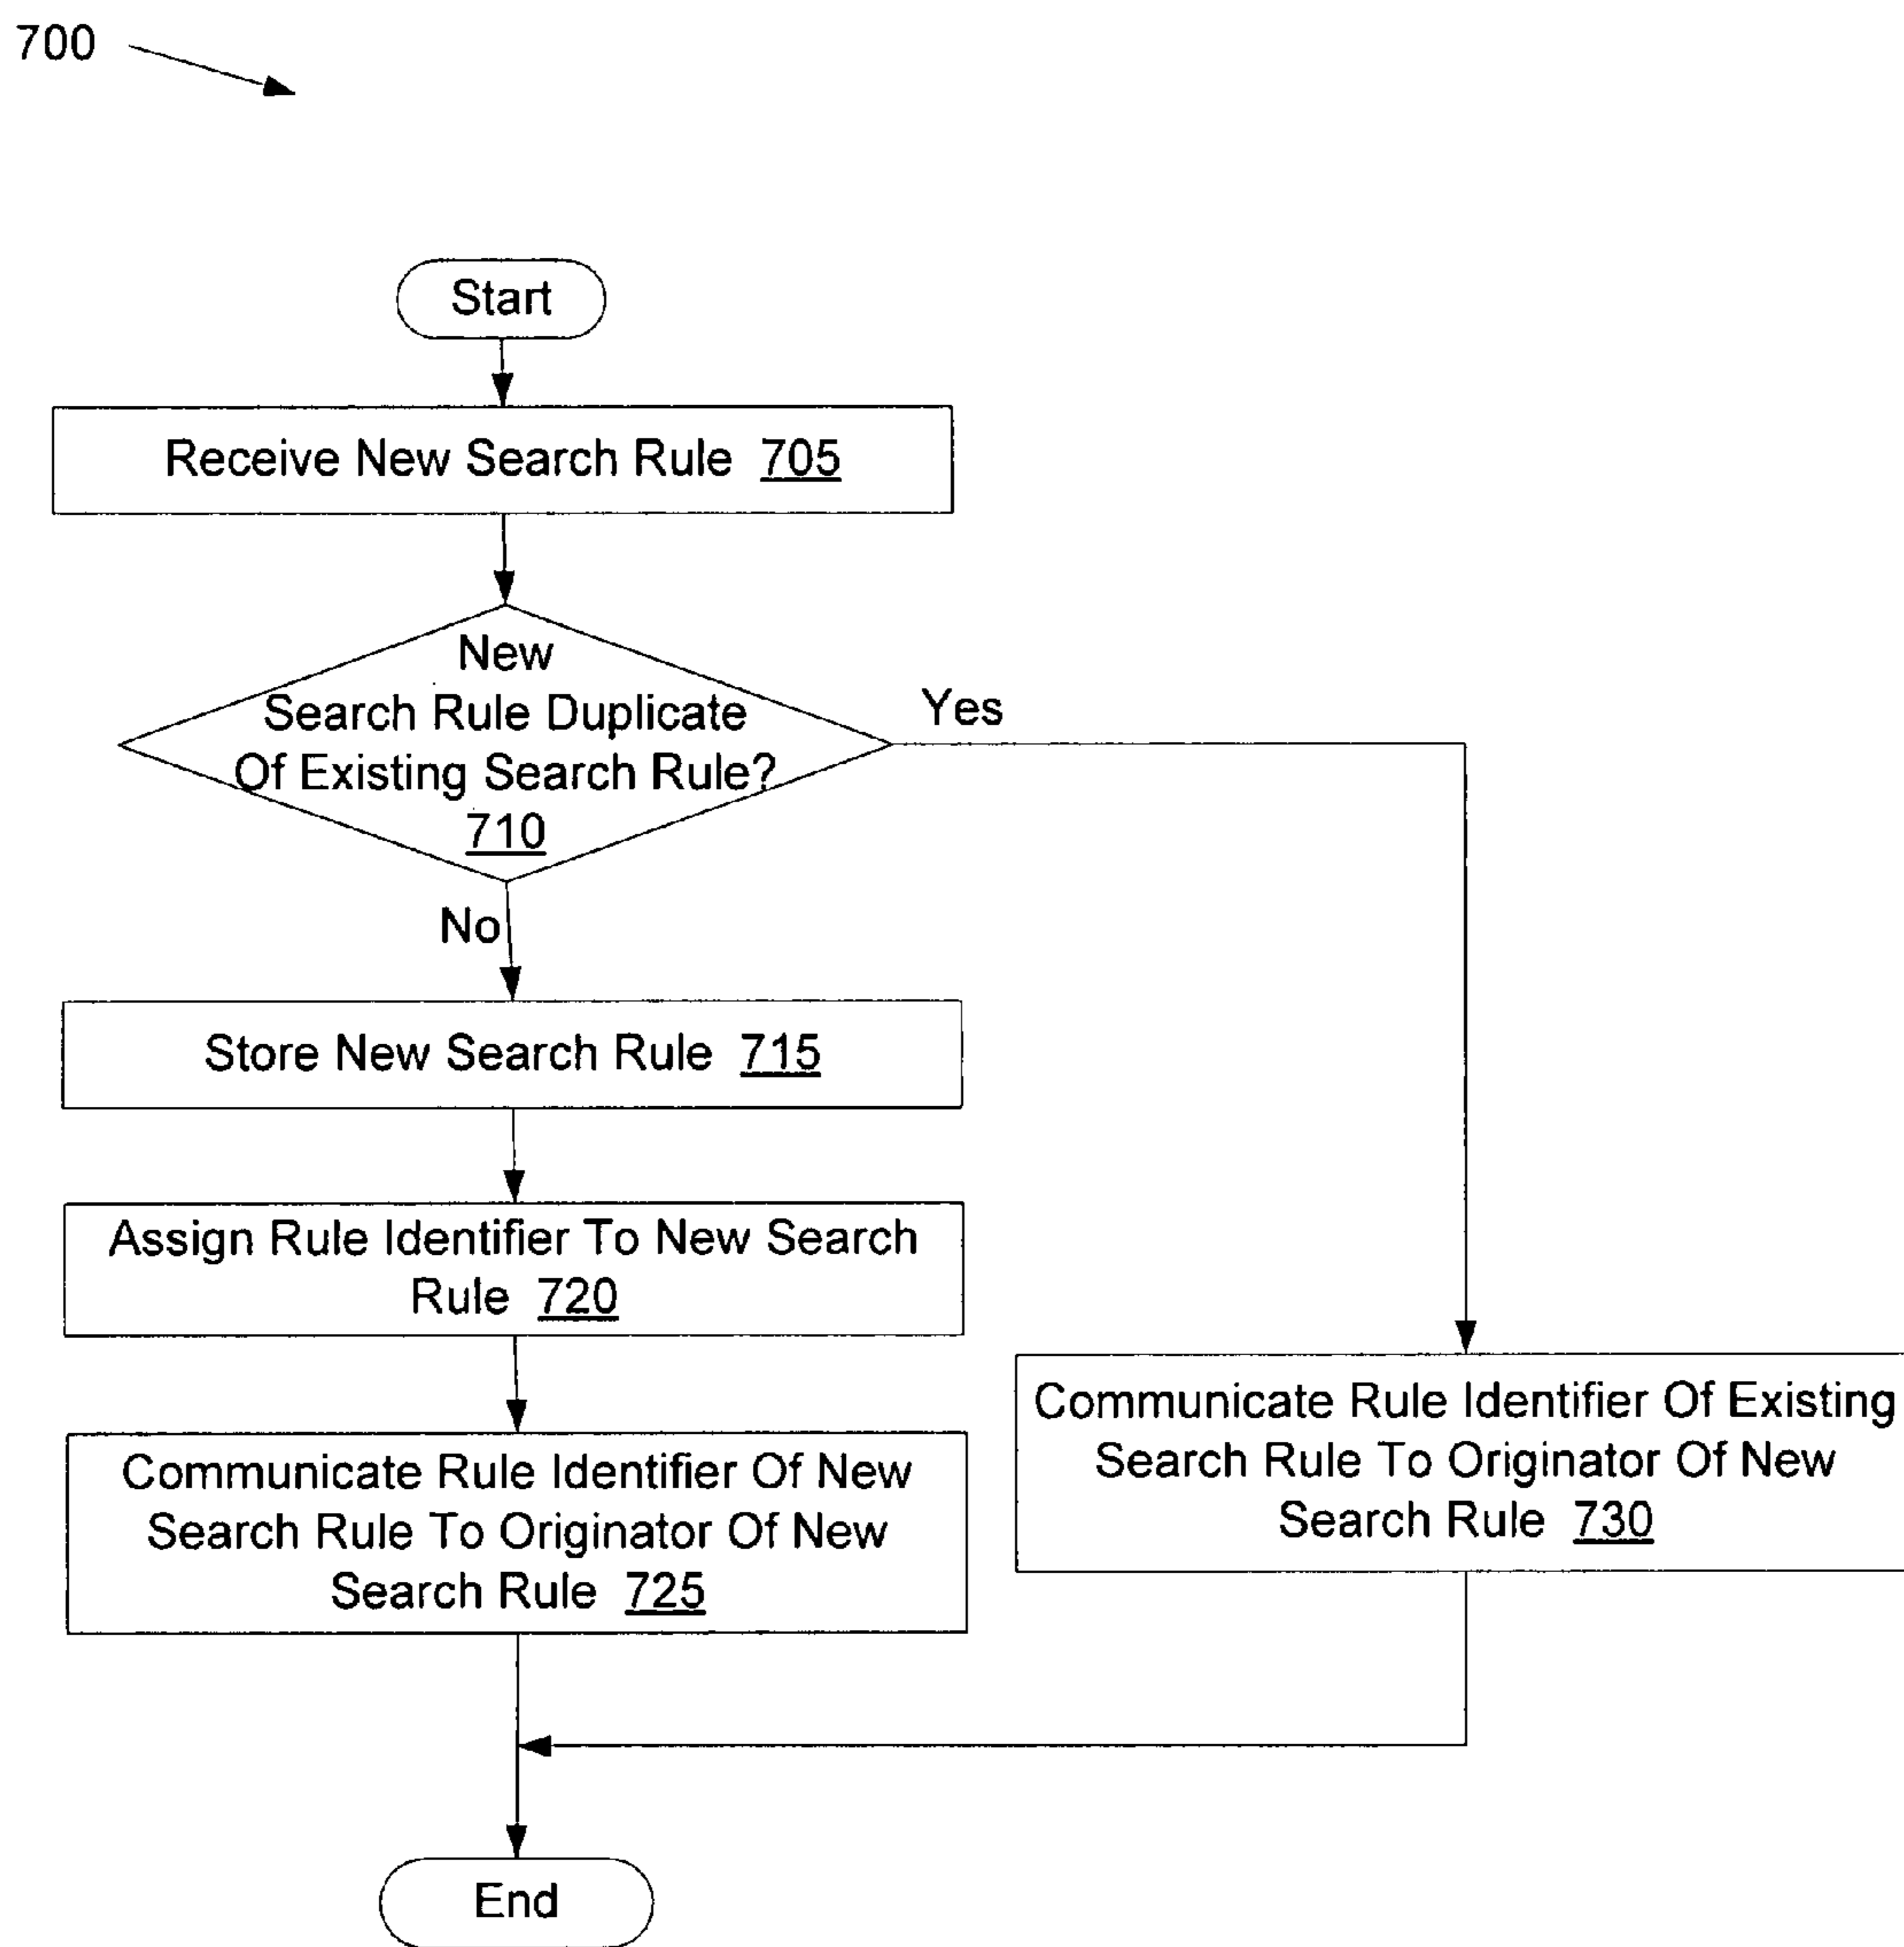 700
Start
Receive New Search Rule 705
New
Search Rule Duplicate
Of Existing Search Rule?
710
Yes
No
Store New Search Rule 715
Assign Rule Identifier To New Search
Rule 720
Communicate Rule Identifier Of New
Search Rule To Originator Of New
Search Rule 725
Communicate Rule Identifier Of Existing
Search Rule To Originator Of New
Search Rule 730
End